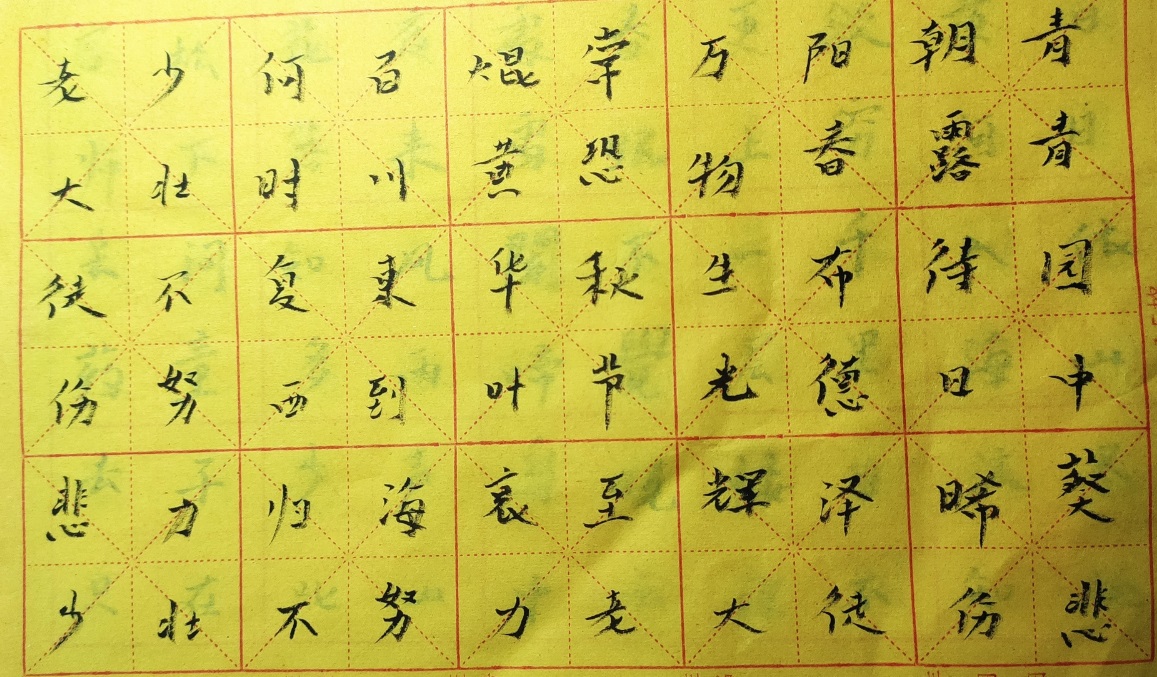 青青园中葵
朝露待日晞
阳春布德泽
万物生光輝
常恐秋节至
焜黄华叶衰
百川東到海
何时复西归
少壮不努力
老大徒伤悲
少壮不努力老大徒伤悲